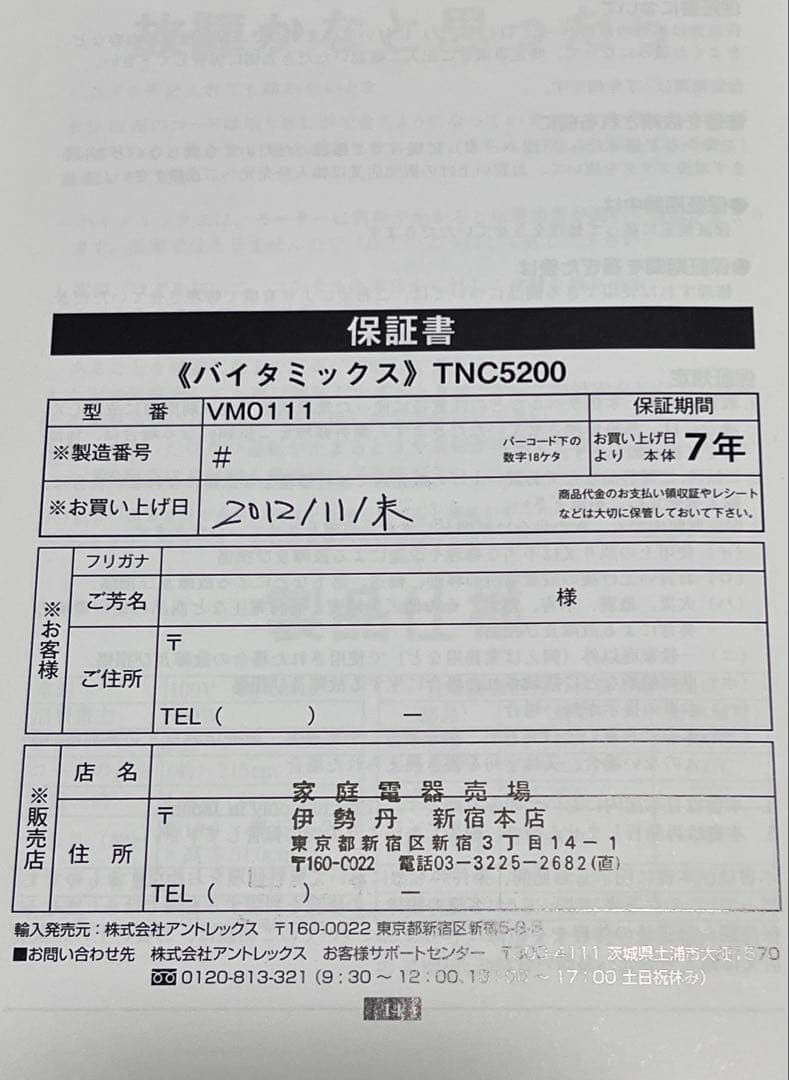 保証書
《バイタミックス》TNC5200
型 番 VM0111 保証期間
※製造番号 # バーコード下の数字18ケタ お買い上げ日より 本体 7年
※お買い上げ日 2012/11/末 商品代金のお支払い領収証やレシートなどは大切に保管しておいて下さい。
※お客様
フリガナ
ご芳名 様
ご住所 〒
TEL ( ) ー
※販売店
店 名 家庭電器売場
伊勢丹 新宿本店
住 所 〒 東京都新宿区新宿3丁目14-1
〒160-0022 電話03-3225-2682(直)
TEL ( )
輸入発売元:株式会社アントレックス 〒160-0022 東京都新宿区新宿5-8-8
■お問い合わせ先 株式会社アントレックス お客様サポートセンター 〒300-4111 茨城県土浦市大畑
0120-813-321 (9:30～12:00、13:00～17:00 土日祝休み)